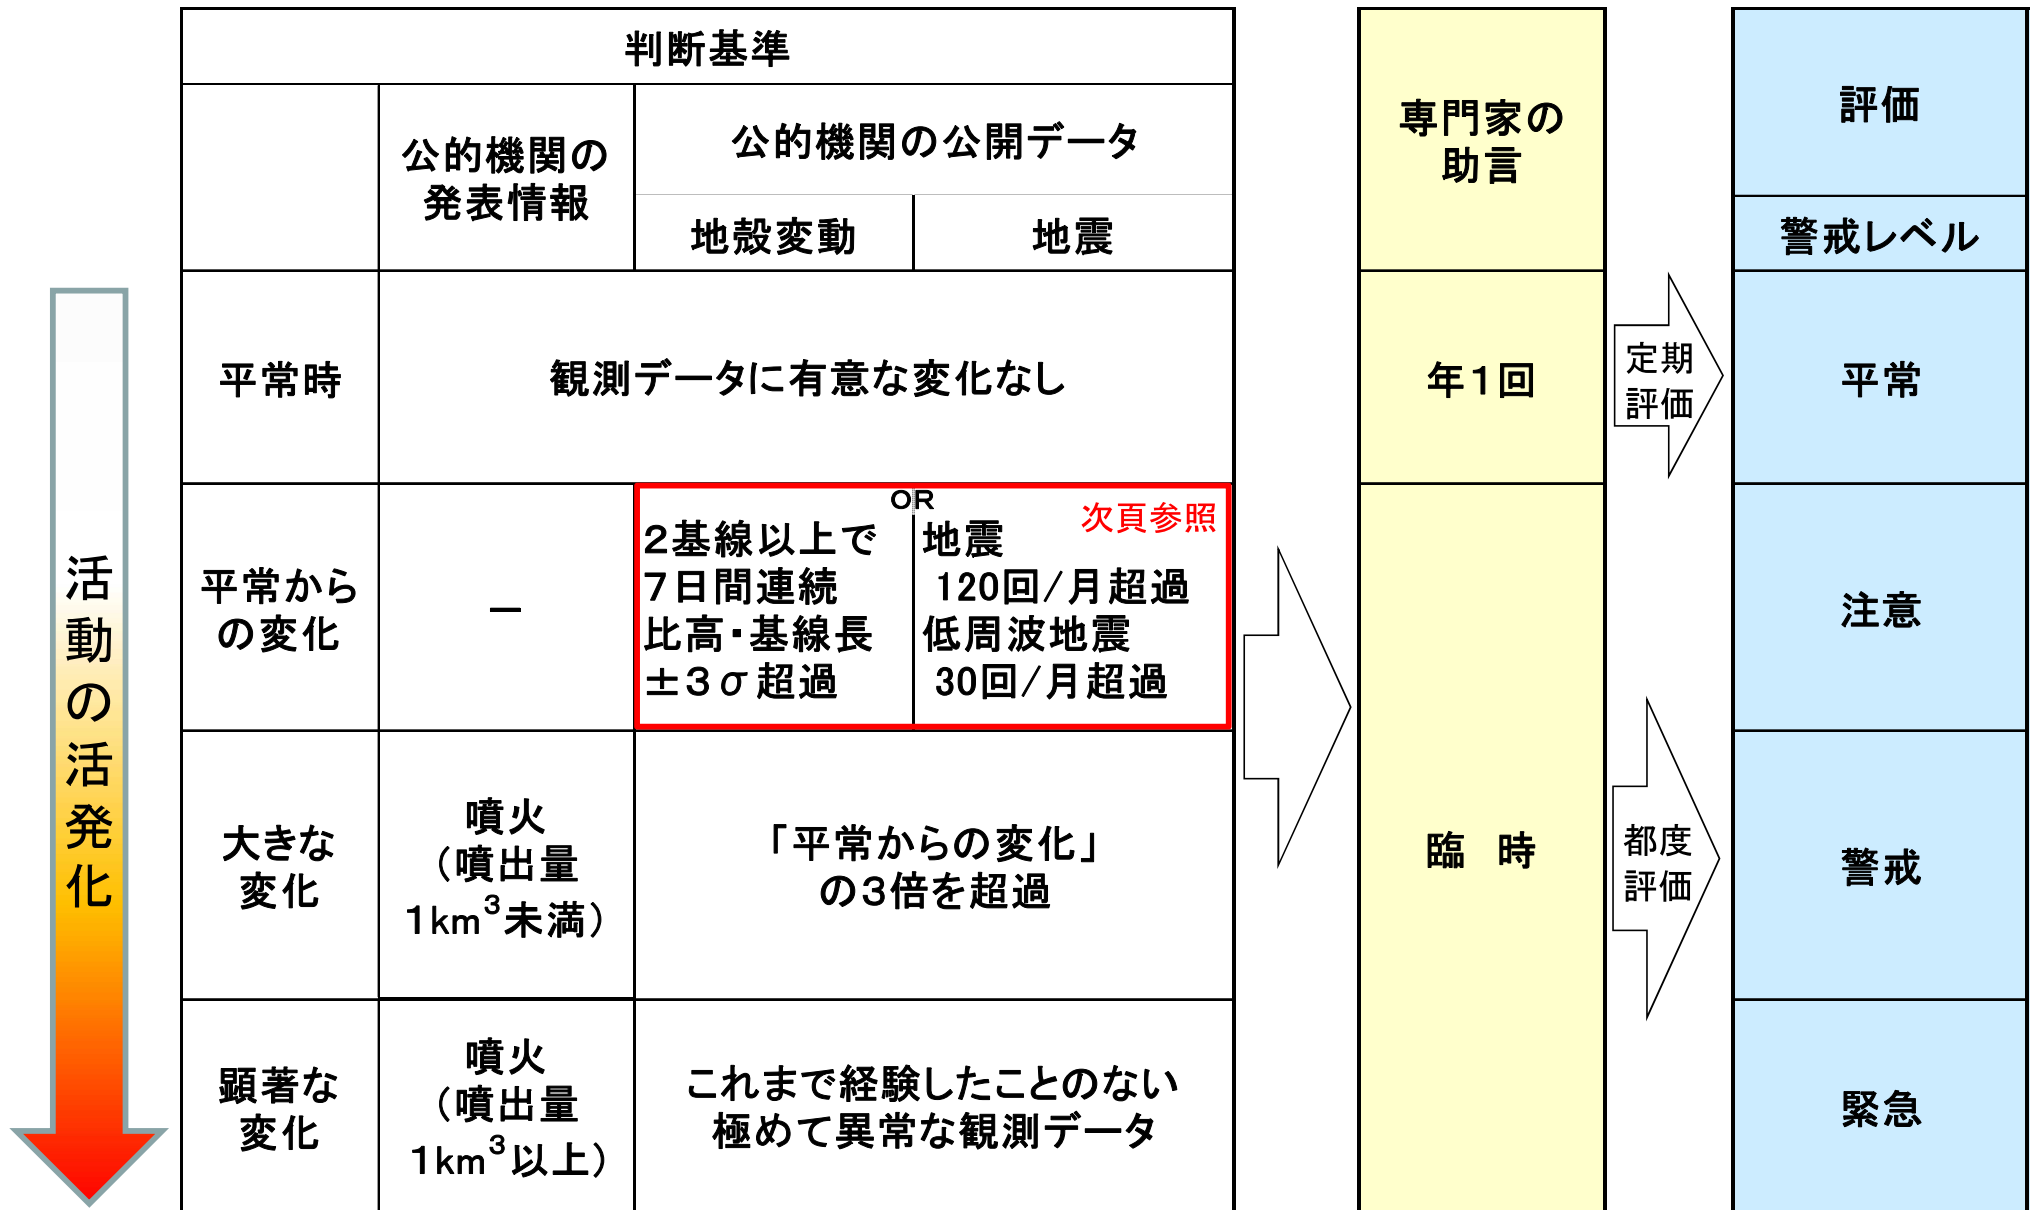 判断基準
公的機関の
発表情報
公的機関の公開データ
地殻変動
地震
専門家の
助言
評価
警戒レベル
活動の活発化
平常時
観測データに有意な変化なし
年１回
定期
評価
平常
平常から
の変化
－
OR
次頁参照
２基線以上で
７日間連続
比高・基線長
±３σ超過
地震
120回/月超過
低周波地震
30回/月超過
注意
大きな
変化
噴火
（噴出量
1km³未満）
「平常からの変化」
の３倍を超過
臨　時
都度
評価
警戒
顕著な
変化
噴火
（噴出量
1km³以上）
これまで経験したことのない
極めて異常な観測データ
緊急